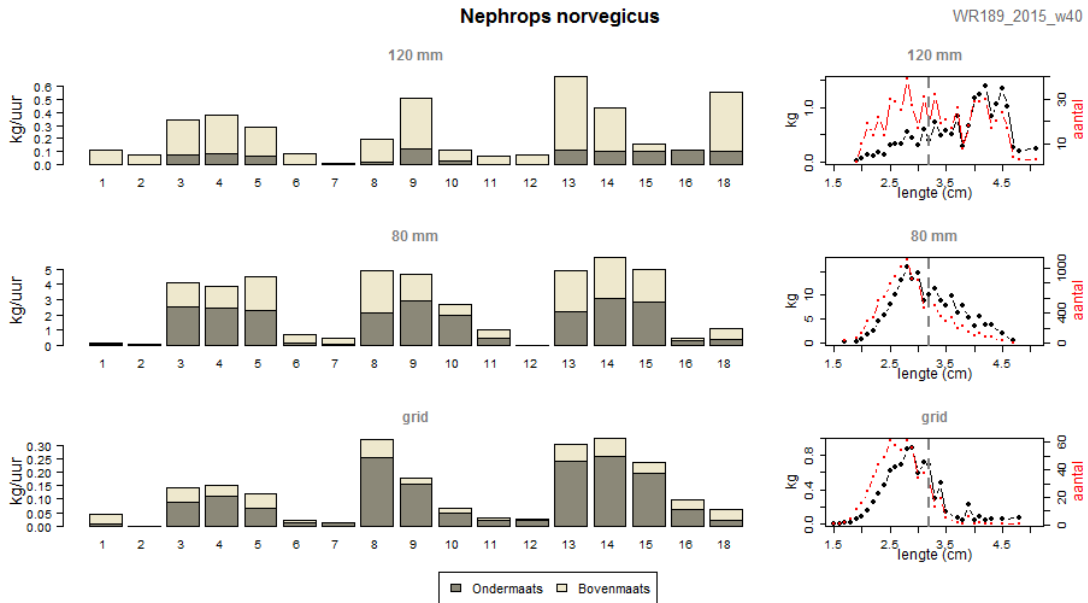 Nephrops norvegicus
WR189_2015_w40
120 mm
kg/uur
0.6
0.5
0.4
0.3
0.2
0.1
0.0
1 2 3 4 5 6 7 8 9 10 11 12 13 14 15 16 18
120 mm
kg
1.0
0.0
30
10
aantal
1.5 2.5 3.5 4.5
lengte (cm)
80 mm
kg/uur
5
4
3
2
1
0
1 2 3 4 5 6 7 8 9 10 11 12 13 14 15 16 18
80 mm
kg
10
5
0
1000
400
0
aantal
1.5 2.5 3.5 4.5
lengte (cm)
grid
kg/uur
0.30
0.25
0.20
0.15
0.10
0.05
0.00
1 2 3 4 5 6 7 8 9 10 11 12 13 14 15 16 18
grid
kg
0.8
0.4
0.0
60
40
20
0
aantal
1.5 2.5 3.5 4.5
lengte (cm)
Ondermaats Bovenmaats